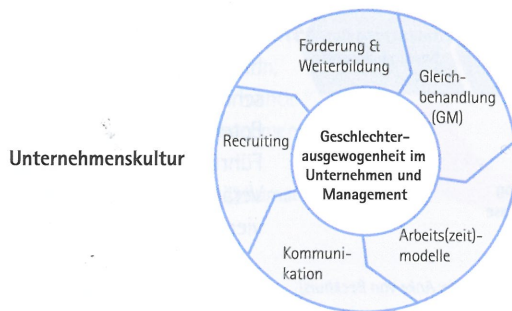 Förderung &
Weiterbildung
Gleich-
behandlung
(GM)
Recruiting
Geschlechter-
ausgewogenheit im
Unternehmen und
Management
Unternehmenskultur
Arbeits(zeit)-
modelle
Kommuni-
kation